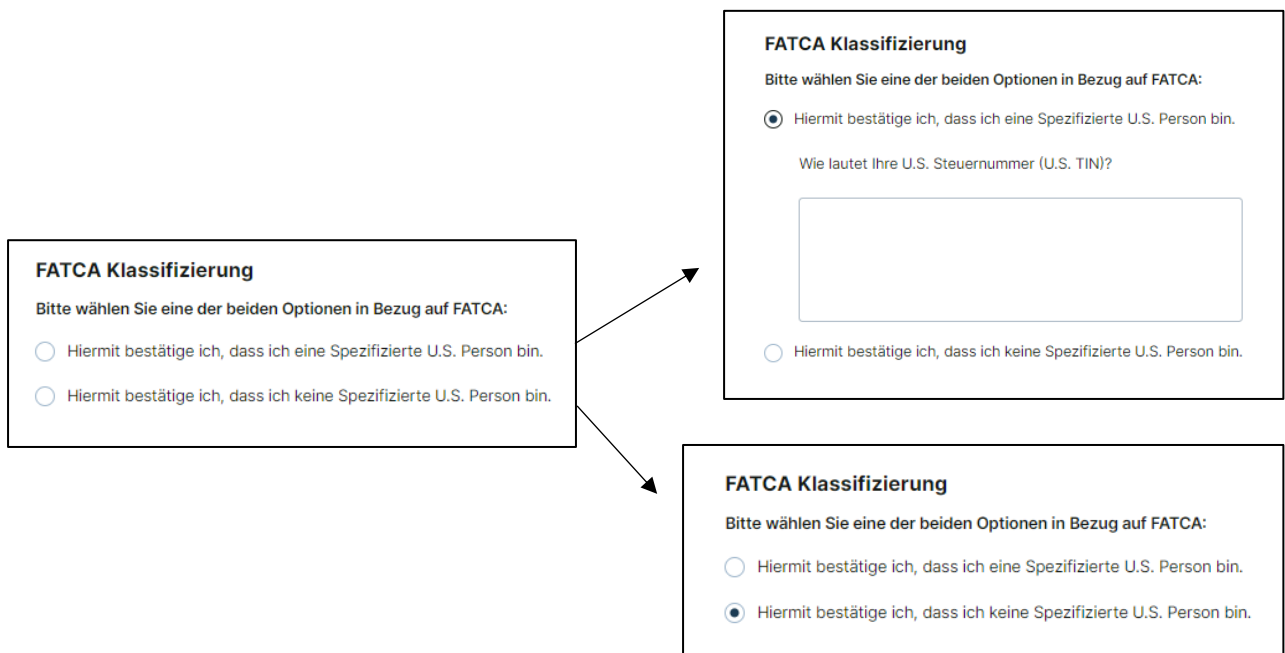 FATCA Klassifizierung
Bitte wählen Sie eine der beiden Optionen in Bezug auf FATCA:
Hiermit bestätige ich, dass ich eine Spezifizierte U.S. Person bin.
Hiermit bestätige ich, dass ich keine Spezifizierte U.S. Person bin.
FATCA Klassifizierung
Bitte wählen Sie eine der beiden Optionen in Bezug auf FATCA:
Hiermit bestätige ich, dass ich eine Spezifizierte U.S. Person bin.
Wie lautet Ihre U.S. Steuernummer (U.S. TIN)?
Hiermit bestätige ich, dass ich keine Spezifizierte U.S. Person bin.
FATCA Klassifizierung
Bitte wählen Sie eine der beiden Optionen in Bezug auf FATCA:
Hiermit bestätige ich, dass ich eine Spezifizierte U.S. Person bin.
Hiermit bestätige ich, dass ich keine Spezifizierte U.S. Person bin.